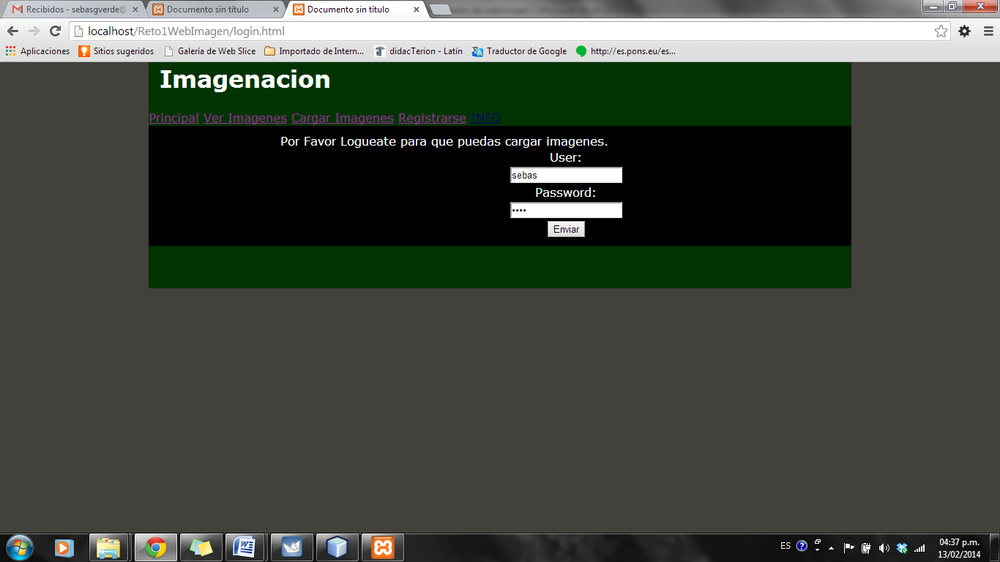 Recibidos - sebasgverde@
Documento sin título
Documento sin título
localhost/Reto1WebImagen/login.html
Aplicaciones
Sitios sugeridos
Galería de Web Slice
Importado de Intern...
didacTerion - Latín
Traductor de Google
http://es.pons.eu/es...
Imagenacion
Principal Ver Imagenes Cargar Imagenes Registrarse INFO
Por Favor Logueate para que puedas cargar imagenes.
User:
sebas
Password:
••••
Enviar
ES
04:37 p.m.
13/02/2014